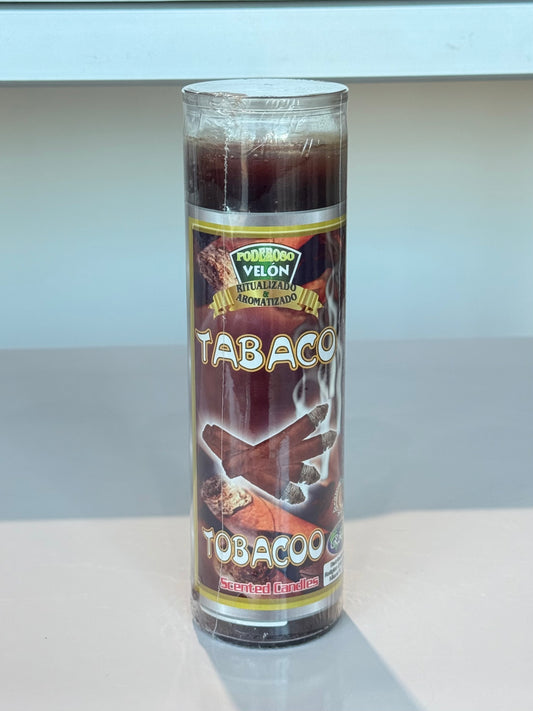 PODEROSO
VELÓN
RITUALIZADO
&
AROMATIZADO
TABACO
TOBACOO
Scented Candles